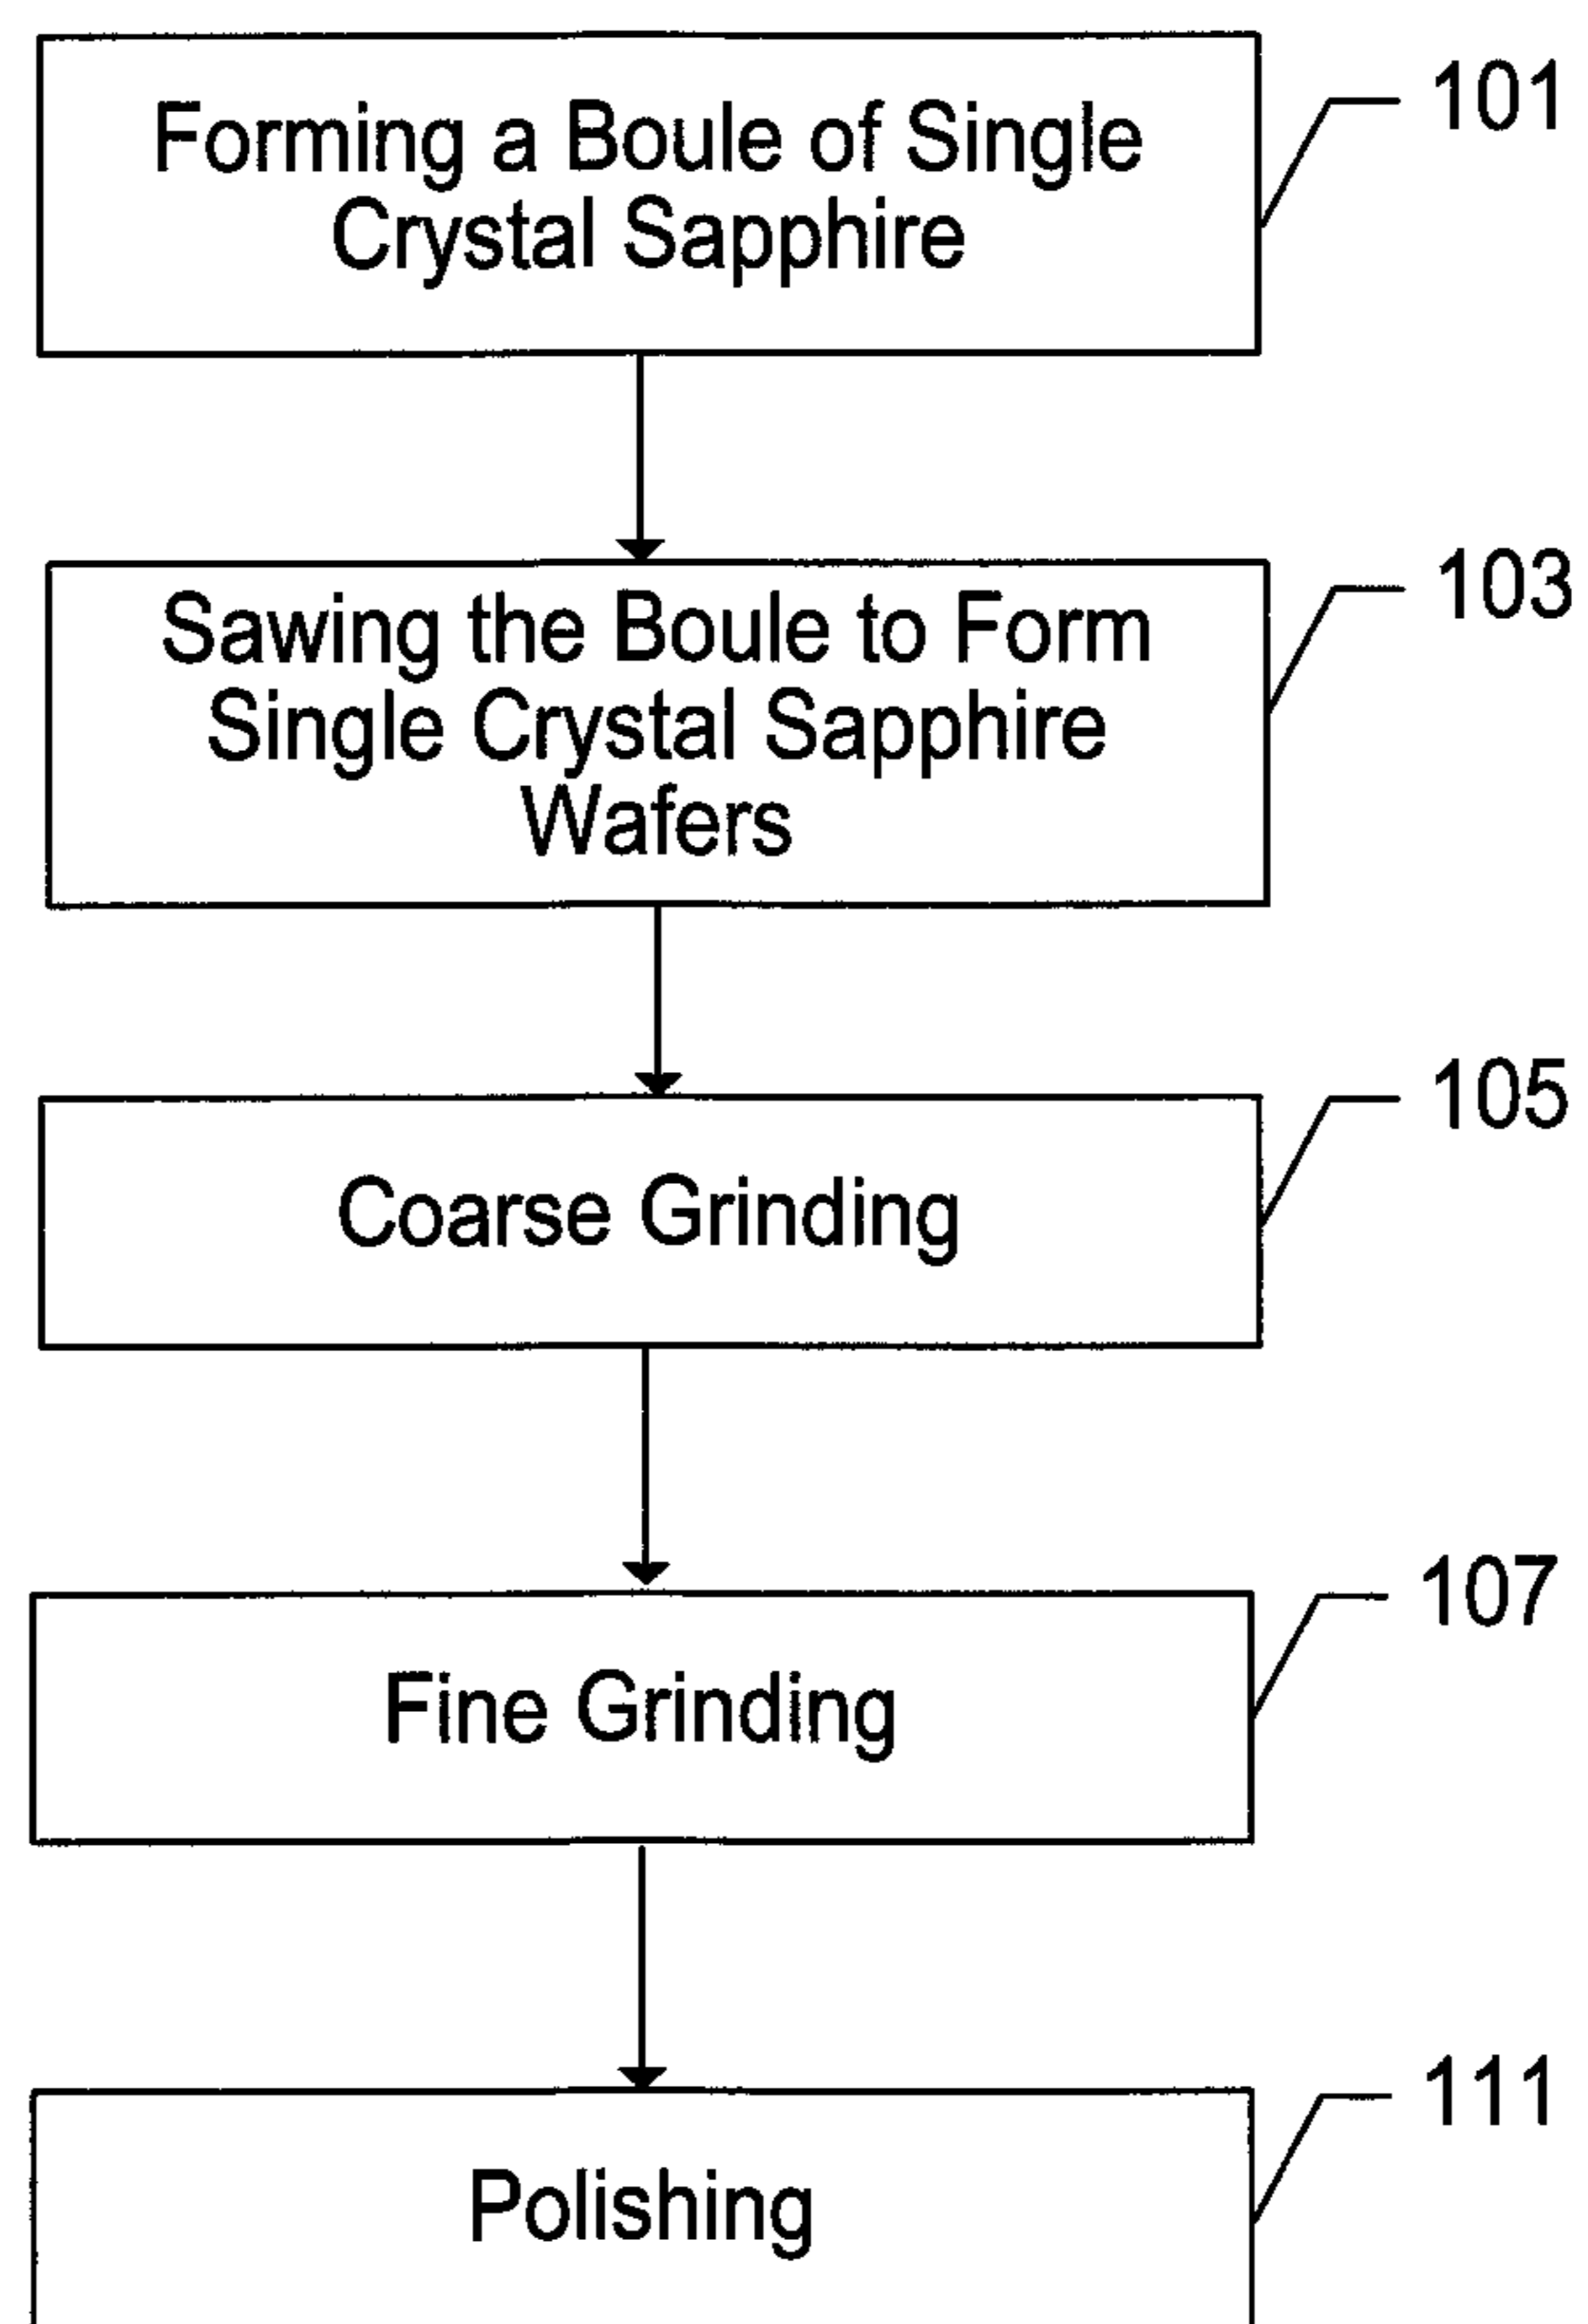 Forming a Boule of Single
Crystal Sapphire
101
Sawing the Boule to Form
Single Crystal Sapphire
Wafers
103
Coarse Grinding
105
Fine Grinding
107
Polishing
111